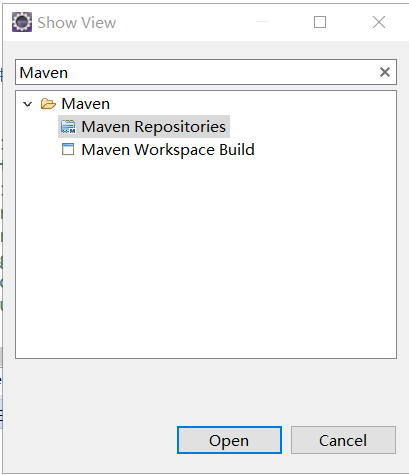 Show View
Maven
Maven
Maven Repositories
Maven Workspace Build
Open
Cancel